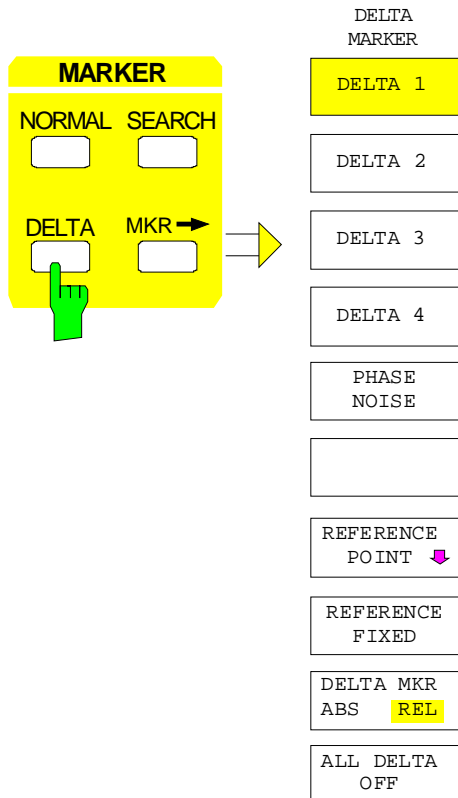 MARKER
NORMAL SEARCH
DELTA MKR
DELTA
MARKER
DELTA 1
DELTA 2
DELTA 3
DELTA 4
PHASE
NOISE
REFERENCE
POINT
REFERENCE
FIXED
DELTA MKR
ABS REL
ALL DELTA
OFF